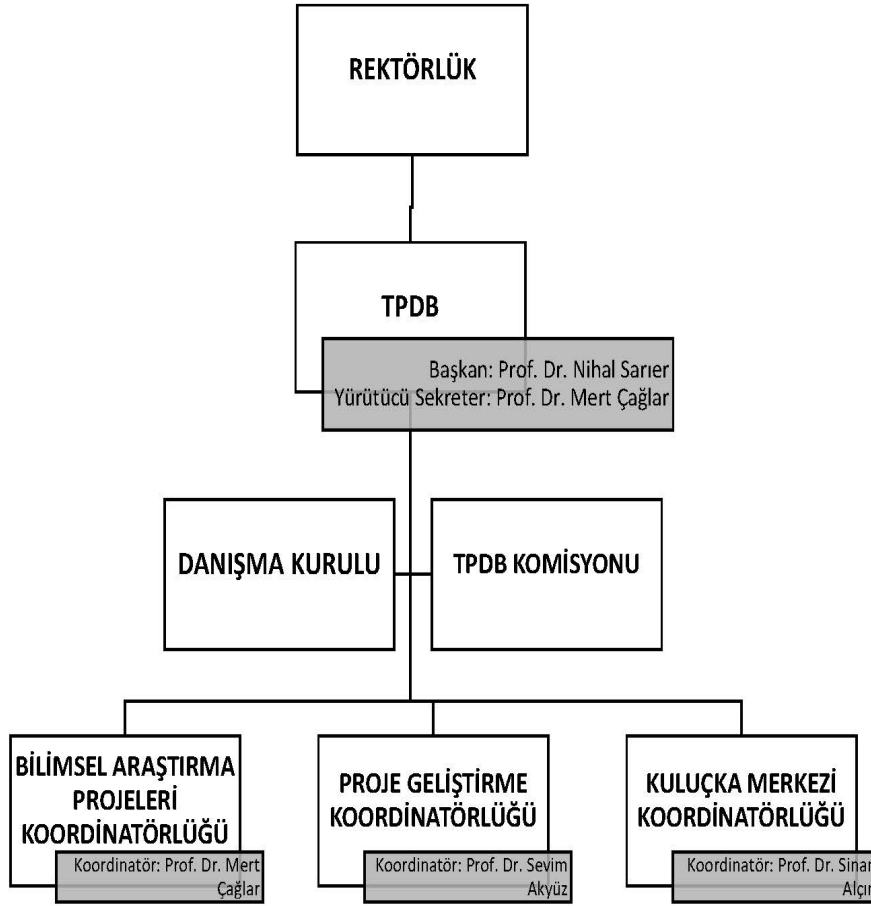 REKTÖRLÜK
TPDB
Başkan: Prof. Dr. Nihal Sarıer
Yürütücü Sekreter: Prof. Dr. Mert Çağlar
DANIŞMA KURULU
TPDB KOMİSYONU
BİLİMSEL ARAŞTIRMA
PROJELERİ
KOORDİNATÖRLÜĞÜ
Koordinatör: Prof. Dr. Mert
Çağlar
PROJE GELİŞTİRME
KOORDİNATÖRLÜĞÜ
Koordinatör: Prof. Dr. Sevim
Akyüz
KULUÇKA MERKEZİ
KOORDİNATÖRLÜĞÜ
Koordinatör: Prof. Dr. Sinan
Alçın